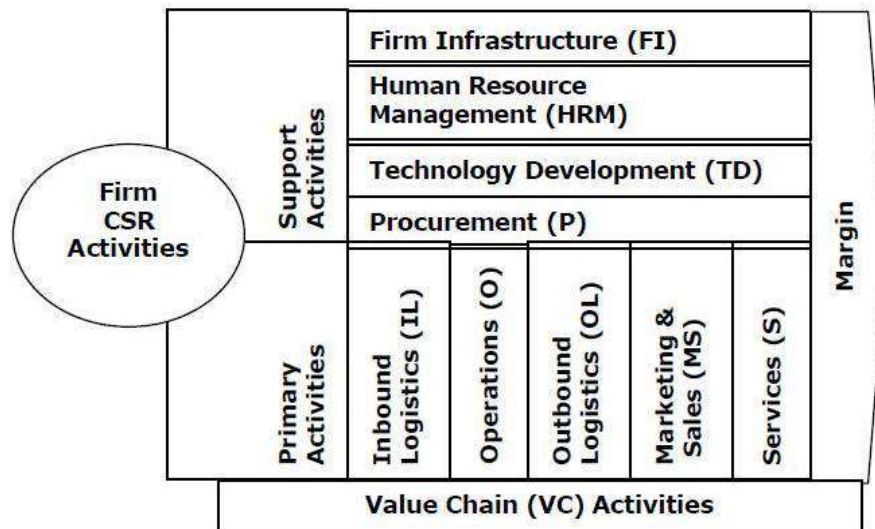 Firm Infrastructure (FI)
Human Resource
Management (HRM)
Technology Development (TD)
Procurement (P)
Support
Activities
Firm
CSR
Activities
Margin
Primary
Activities
Inbound
Logistics (IL)
Operations (O)
Outbound
Logistics (OL)
Marketing &
Sales (MS)
Services (S)
Value Chain (VC) Activities